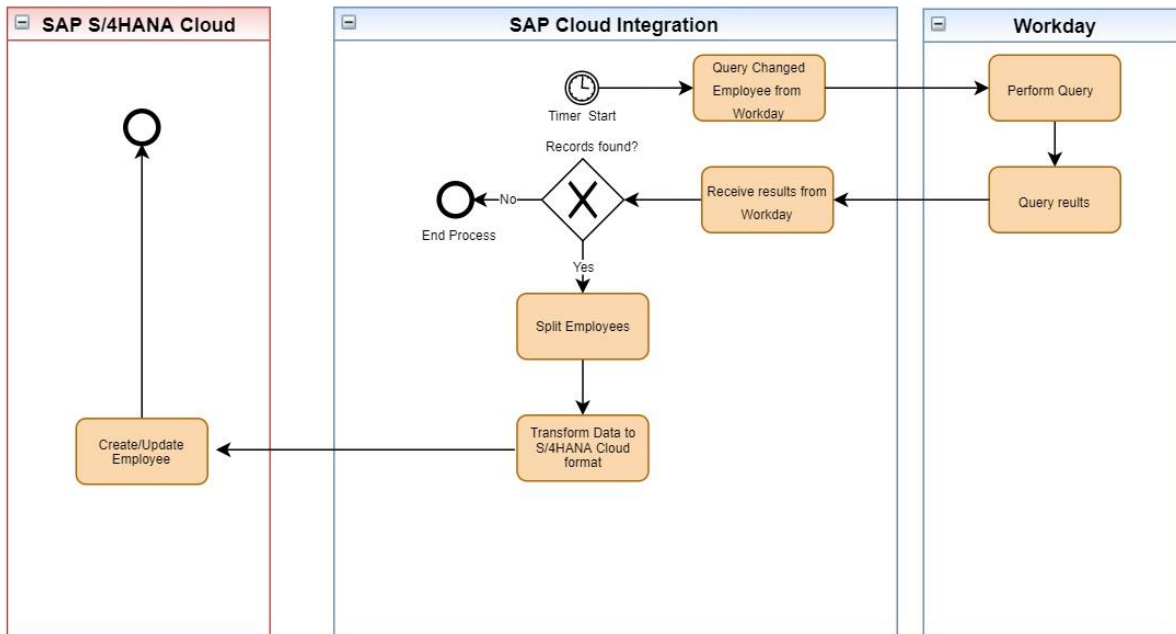 SAP S/4HANA Cloud
SAP Cloud Integration
Workday
Timer Start
Query Changed
Employee from
Workday
Perform Query
Records found?
No
End Process
Receive results from
Workday
Query reults
Yes
Split Employees
Transform Data to
S/4HANA Cloud
format
Create/Update
Employee